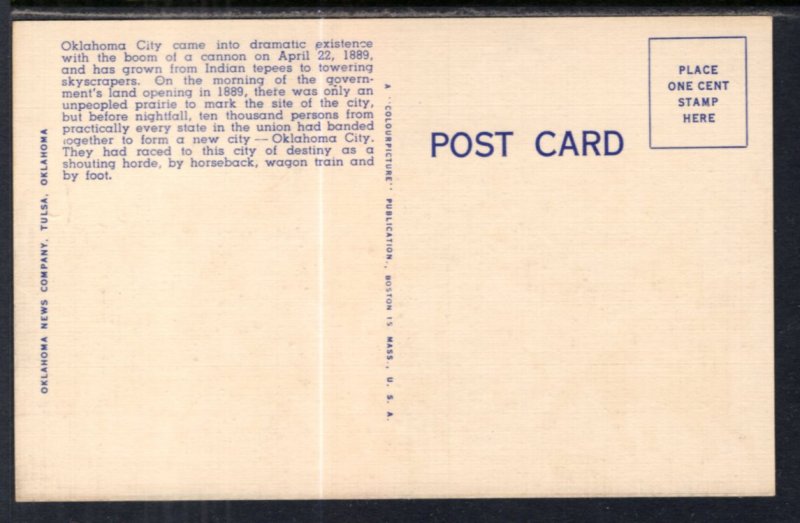 Oklahoma City came into dramatic existence
with the boom of a cannon on April 22, 1889,
and has grown from Indian tepees to towering
skyscrapers. On the morning of the govern-
ment's land opening in 1889, there was only an
unpeopled prairie to mark the site of the city,
but before nightfall, ten thousand persons from
practically every state in the union had banded
together to form a new city — Oklahoma City.
They had raced to this city of destiny as a
shouting horde, by horseback, wagon train and
by foot.
OKLAHOMA NEWS COMPANY, TULSA, OKLAHOMA
A "COLOURPICTURE" PUBLICATION, BOSTON 15 MASS., U. S. A.
POST CARD
PLACE
ONE CENT
STAMP
HERE